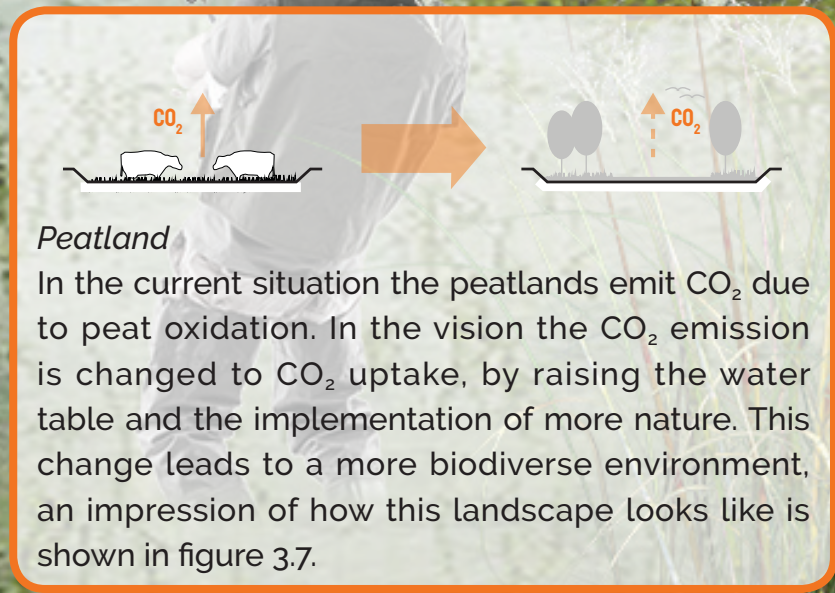 CO₂
CO₂
Peatland
In the current situation the peatlands emit CO₂ due
to peat oxidation. In the vision the CO₂ emission
is changed to CO₂ uptake, by raising the water
table and the implementation of more nature. This
change leads to a more biodiverse environment,
an impression of how this landscape looks like is
shown in figure 3.7.